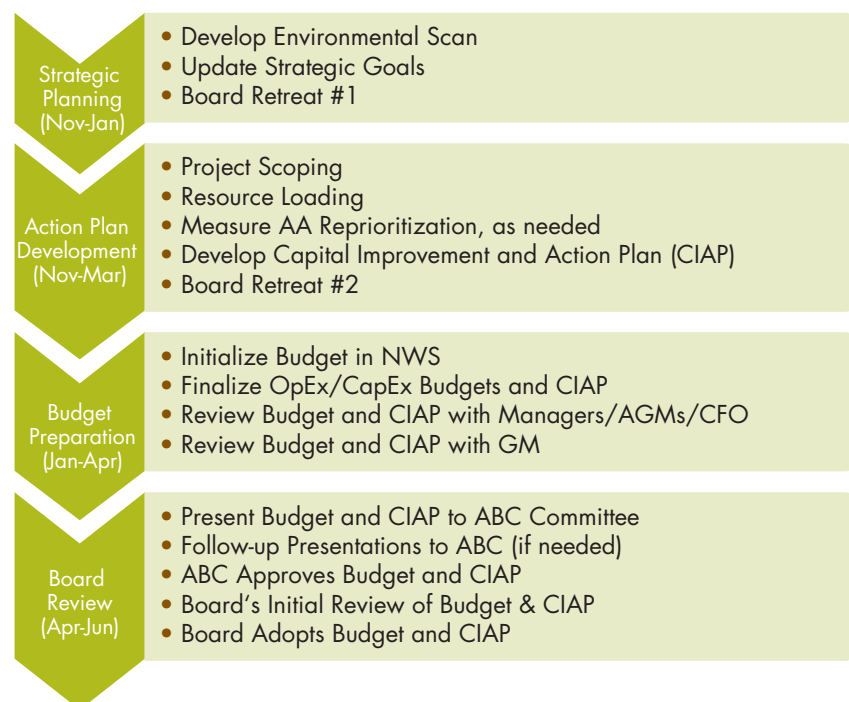 Strategic
Planning
(Nov-Jan)
• Develop Environmental Scan
• Update Strategic Goals
• Board Retreat #1
Action Plan
Development
(Nov-Mar)
• Project Scoping
• Resource Loading
• Measure AA Reprioritization, as needed
• Develop Capital Improvement and Action Plan (CIAP)
• Board Retreat #2
Budget
Preparation
(Jan-Apr)
• Initialize Budget in NWS
• Finalize OpEx/CapEx Budgets and CIAP
• Review Budget and CIAP with Managers/AGMs/CFO
• Review Budget and CIAP with GM
Board
Review
(Apr-Jun)
• Present Budget and CIAP to ABC Committee
• Follow-up Presentations to ABC (if needed)
• ABC Approves Budget and CIAP
• Board‘s Initial Review of Budget & CIAP
• Board Adopts Budget and CIAP